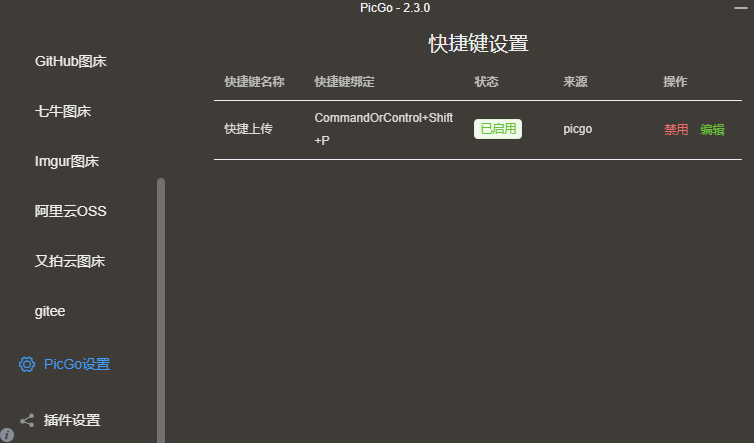 PicGo - 2.3.0
GitHub图床
七牛图床
Imgur图床
阿里云OSS
又拍云图床
gitee
PicGo设置
插件设置
快捷键设置
快捷键名称 快捷键绑定 状态 来源 操作
快捷上传 CommandOrControl+Shift 已启用 picgo 禁用 编辑
+P